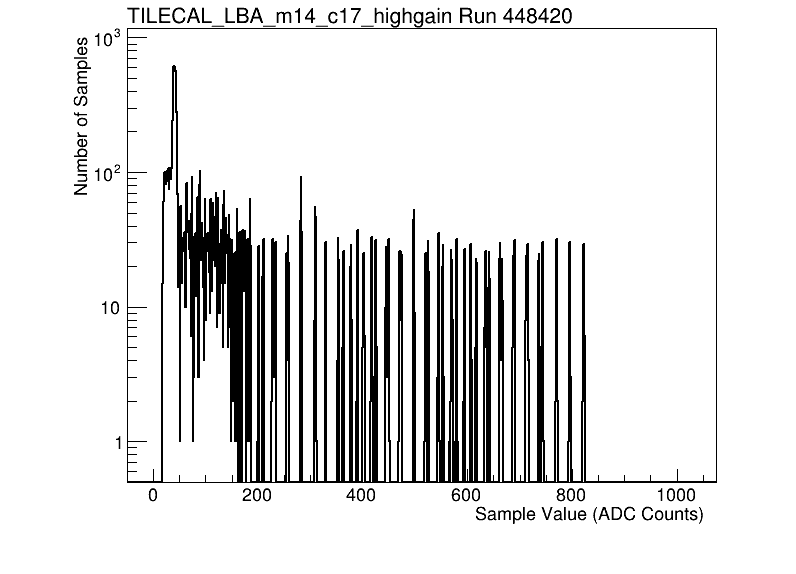 TILECAL_LBA_m14_c17_highgain Run 448420
Number of Samples
10³
10²
10
1
0 200 400 600 800 1000
Sample Value (ADC Counts)